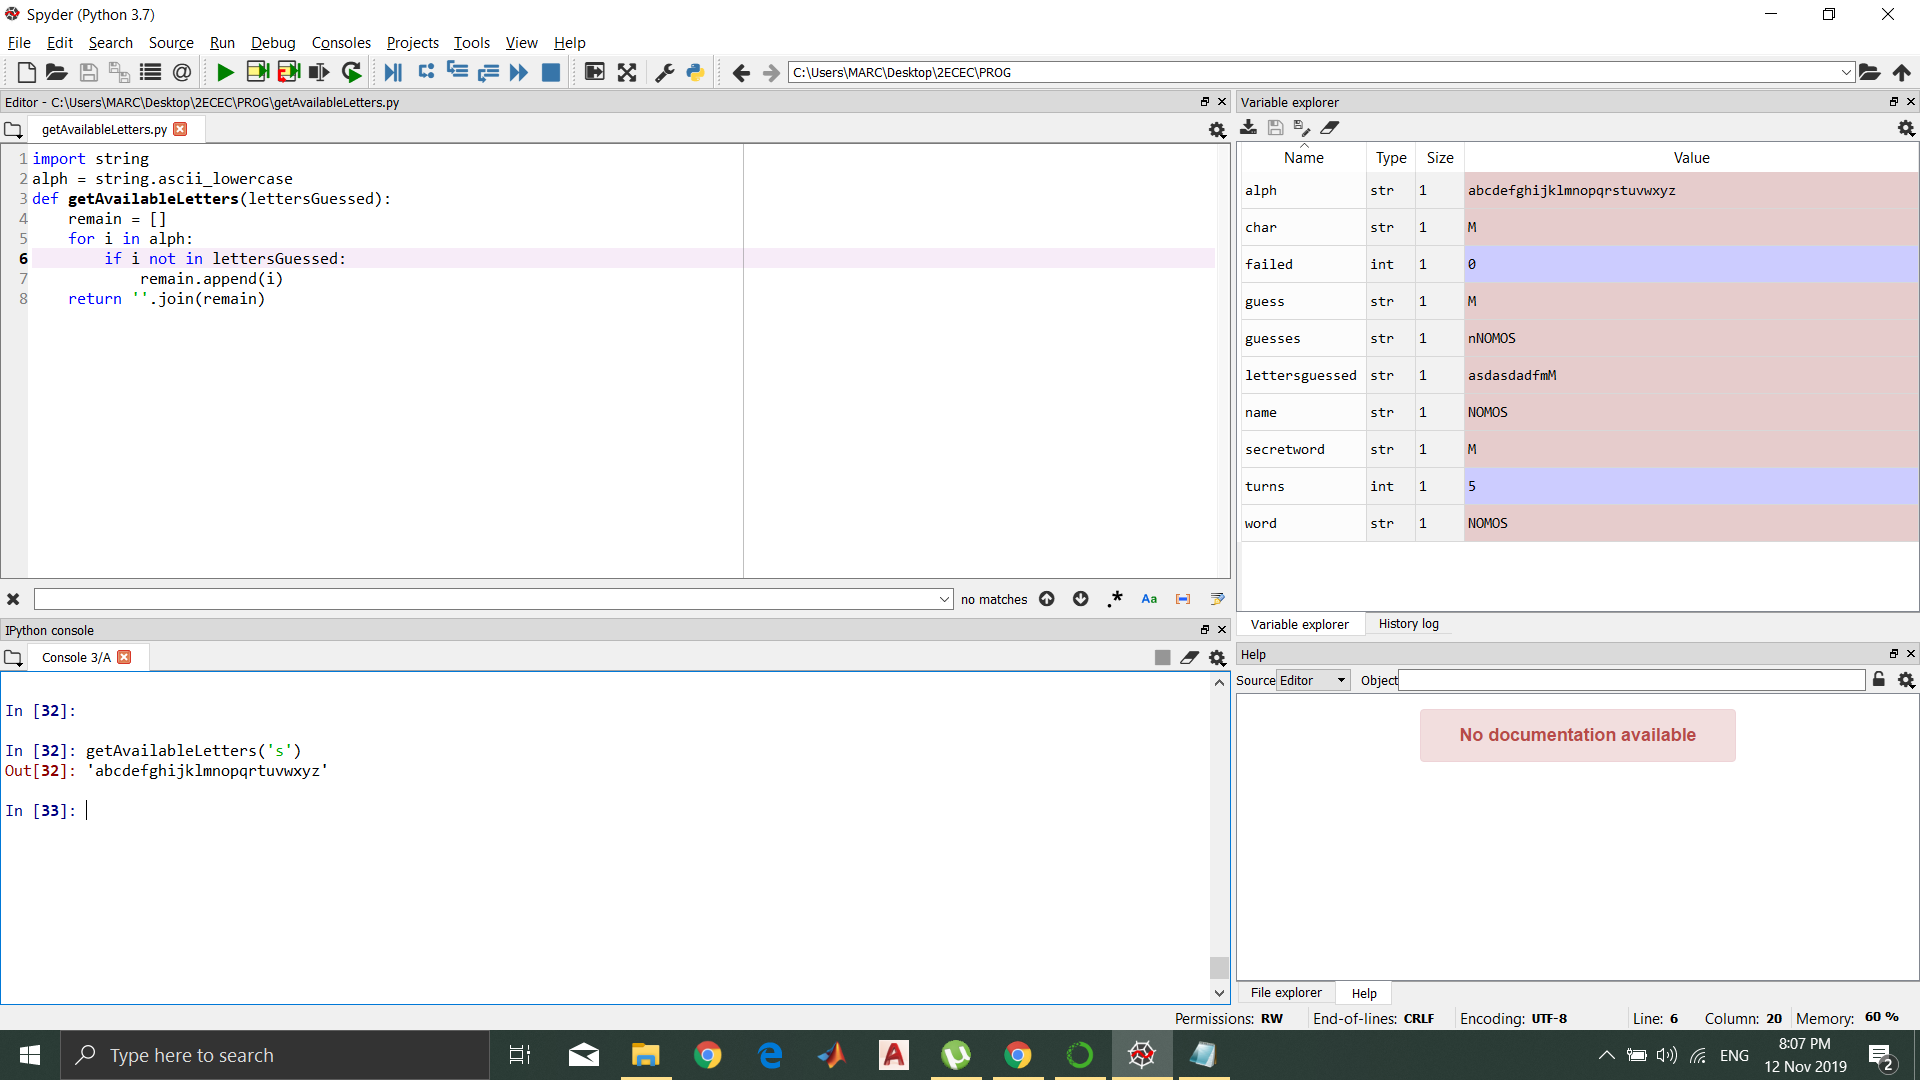 Spyder (Python 3.7)
File Edit Search Source Run Debug Consoles Projects Tools View Help
C:\Users\MARC\Desktop\2ECEC\PROG
Editor - C:\Users\MARC\Desktop\2ECEC\PROG\getAvailableLetters.py
getAvailableLetters.py
1 import string
2 alph = string.ascii_lowercase
3 def getAvailableLetters(lettersGuessed):
4     remain = []
5     for i in alph:
6         if i not in lettersGuessed:
7             remain.append(i)
8     return ''.join(remain)
no matches
.* Aa
IPython console
Console 3/A
In [32]:
In [32]: getAvailableLetters('s')
Out[32]: 'abcdefghijklmnopqrtuvwxyz'
In [33]:
Variable explorer
Name Type Size Value
alph str 1 abcdefghijklmnopqrstuvwxyz
char str 1 M
failed int 1 0
guess str 1 M
guesses str 1 nNOMOS
lettersguessed str 1 asdasdadfmM
name str 1 NOMOS
secretword str 1 M
turns int 1 5
word str 1 NOMOS
Variable explorer History log
Help
Source Editor Object
No documentation available
File explorer Help
Permissions: RW End-of-lines: CRLF Encoding: UTF-8 Line: 6 Column: 20 Memory: 60 %
Type here to search
ENG
8:07 PM
12 Nov 2019
2